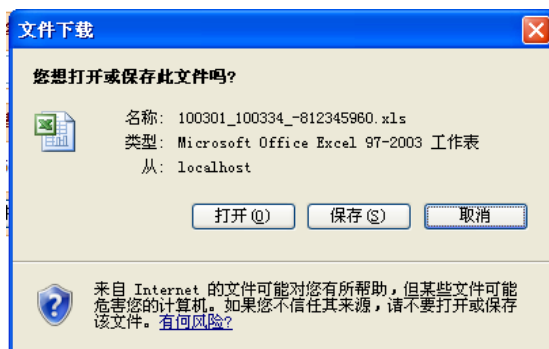 文件下载
您想打开或保存此文件吗?
名称: 100301_100334_-812345960.xls
类型: Microsoft Office Excel 97-2003 工作表
从: localhost
打开(O) 保存(S) 取消
来自 Internet 的文件可能对您有所帮助，但某些文件可能
危害您的计算机。如果您不信任其来源，请不要打开或保存
该文件。有何风险?